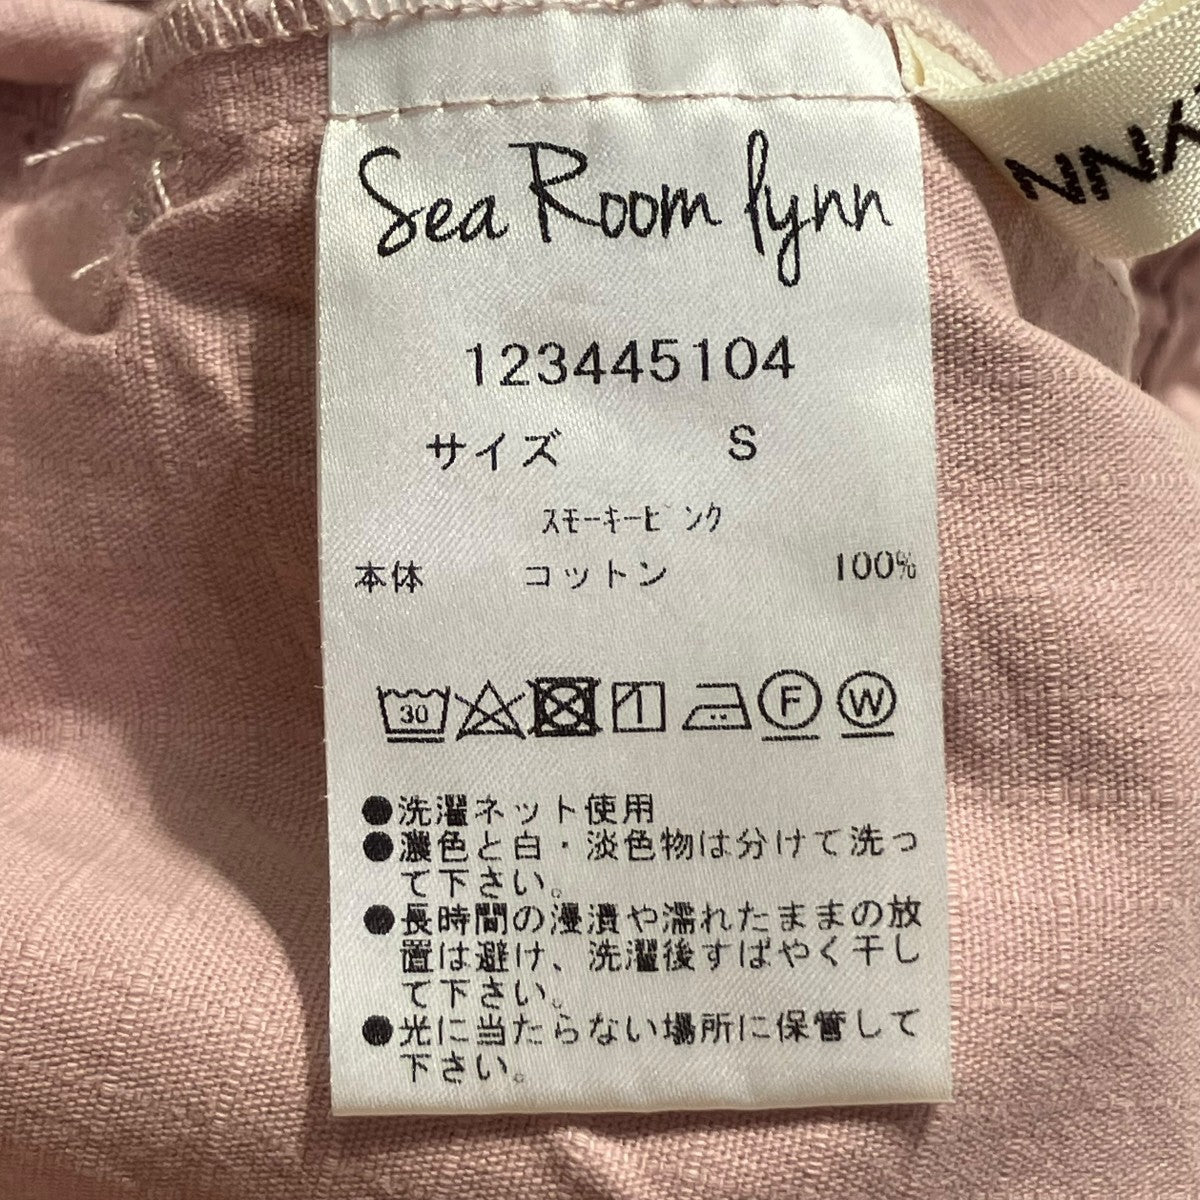 Sea Room lynn
123445104
サイズ S
スモーキーピンク
本体 コットン 100%
30
F W
●洗濯ネット使用
●濃色と白・淡色物は分けて洗っ
て下さい。
●長時間の浸漬や濡れたままの放
置は避け、洗濯後すばやく干し
て下さい。
●光に当たらない場所に保管して
下さい。